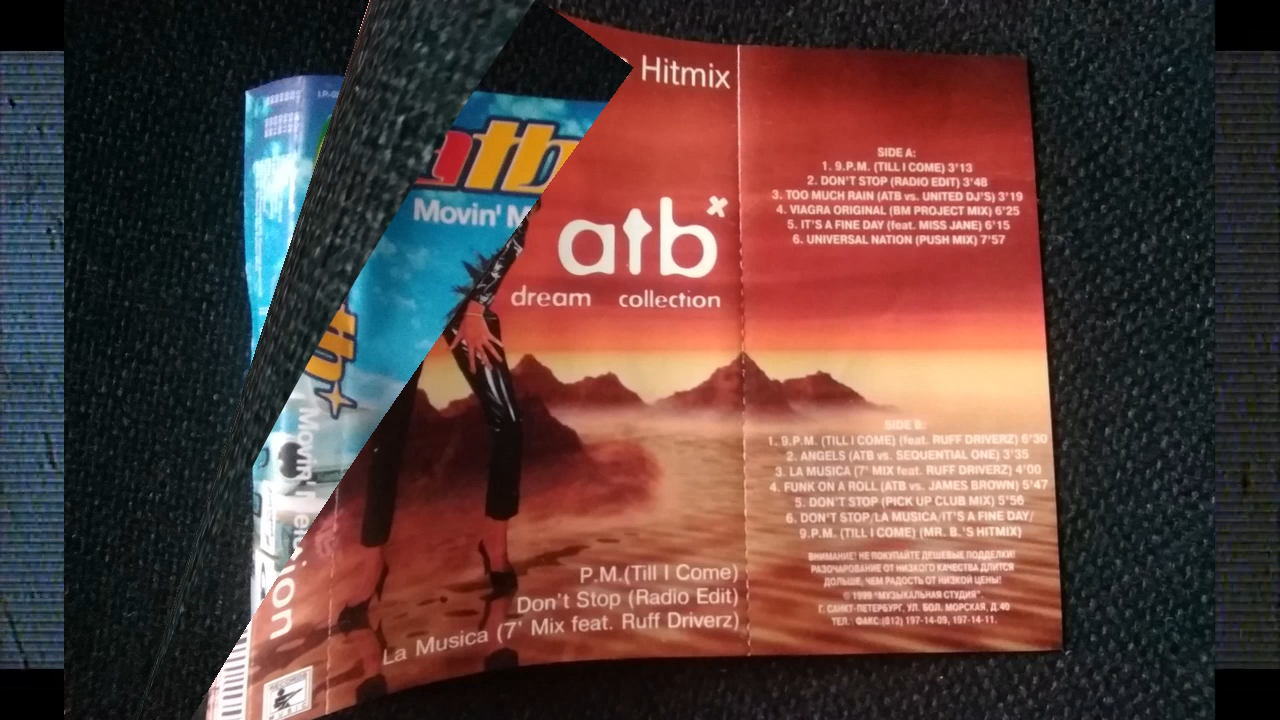 Hitmix
atb
Movin' M
atb
dream collection
SIDE A:
1. 9.P.M. (TILL I COME) 3'13
2. DON'T STOP (RADIO EDIT) 3'48
3. TOO MUCH RAIN (ATB vs. UNITED DJ'S) 3'19
4. VIAGRA ORIGINAL (BM PROJECT MIX) 6'25
5. IT'S A FINE DAY (feat. MISS JANE) 6'15
6. UNIVERSAL NATION (PUSH MIX) 7'57
SIDE B:
1. 9.P.M. (TILL I COME) (feat. RUFF DRIVERZ) 6'30
2. ANGELS (ATB vs. SEQUENTIAL ONE) 3'35
3. LA MUSICA (7' MIX feat. RUFF DRIVERZ) 4'00
4. FUNK ON A ROLL (ATB vs. JAMES BROWN) 5'47
5. DON'T STOP (PICK UP CLUB MIX) 5'56
6. DON'T STOP/LA MUSICA/IT'S A FINE DAY/
9.P.M. (TILL I COME) (MR. B.'S HITMIX)
ВНИМАНИЕ! НЕ ПОКУПАЙТЕ ДЕШЕВЫЕ ПОДДЕЛКИ!
РАЗОЧАРОВАНИЕ ОТ НИЗКОГО КАЧЕСТВА ДЛИТСЯ
ДОЛЬШЕ, ЧЕМ РАДОСТЬ ОТ НИЗКОЙ ЦЕНЫ!
© 1999 "МУЗЫКАЛЬНАЯ СТУДИЯ".
Г. САНКТ-ПЕТЕРБУРГ, УЛ. БОЛ. МОРСКАЯ, Д.40
ТЕЛ.: ФАКС:(812) 197-14-09, 197-14-11.
P.M.(Till I Come)
Don't Stop (Radio Edit)
La Musica (7' Mix feat. Ruff Driverz)